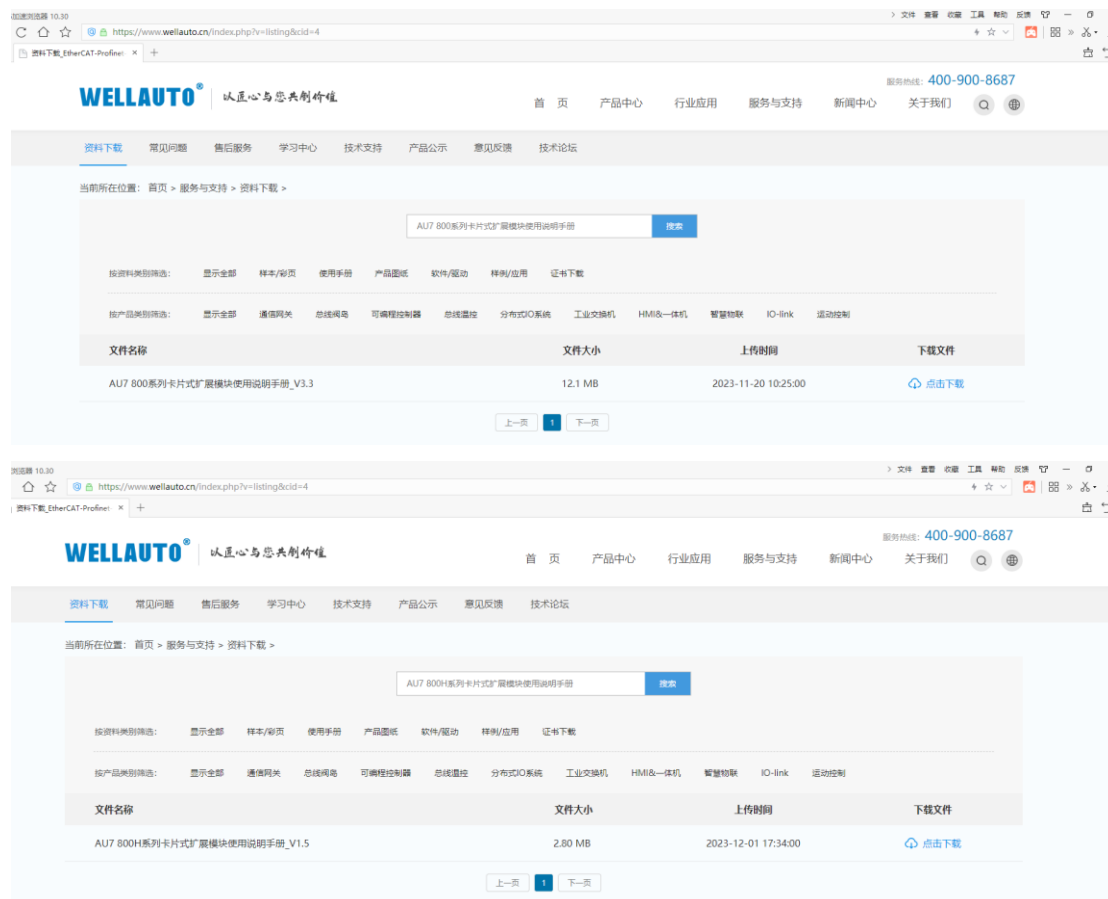 加速浏览器 10.30
文件 查看 收藏 工具 帮助 反馈
https://www.wellauto.cn/index.php?v=listing&cid=4
资料下载_EtherCAT-Profinet
服务热线: 400-900-8687
WELLAUTO® 以匠心与您共创价值
首 页 产品中心 行业应用 服务与支持 新闻中心 关于我们
资料下载 常见问题 售后服务 学习中心 技术支持 产品公示 意见反馈 技术论坛
当前所在位置: 首页 > 服务与支持 > 资料下载 >
AU7 800系列卡片式扩展模块使用说明手册 搜索
按资料类别筛选: 显示全部 样本/彩页 使用手册 产品图纸 软件/驱动 样例/应用 证书下载
按产品类别筛选: 显示全部 通信网关 总线阀岛 可编程控制器 总线温控 分布式IO系统 工业交换机 HMI&一体机 智慧物联 IO-link 运动控制
文件名称 文件大小 上传时间 下载文件
AU7 800系列卡片式扩展模块使用说明手册_V3.3 12.1 MB 2023-11-20 10:25:00 点击下载
上一页 1 下一页
浏览器 10.30
文件 查看 收藏 工具 帮助 反馈
https://www.wellauto.cn/index.php?v=listing&cid=4
资料下载_EtherCAT-Profinet
服务热线: 400-900-8687
WELLAUTO® 以匠心与您共创价值
首 页 产品中心 行业应用 服务与支持 新闻中心 关于我们
资料下载 常见问题 售后服务 学习中心 技术支持 产品公示 意见反馈 技术论坛
当前所在位置: 首页 > 服务与支持 > 资料下载 >
AU7 800H系列卡片式扩展模块使用说明手册 搜索
按资料类别筛选: 显示全部 样本/彩页 使用手册 产品图纸 软件/驱动 样例/应用 证书下载
按产品类别筛选: 显示全部 通信网关 总线阀岛 可编程控制器 总线温控 分布式IO系统 工业交换机 HMI&一体机 智慧物联 IO-link 运动控制
文件名称 文件大小 上传时间 下载文件
AU7 800H系列卡片式扩展模块使用说明手册_V1.5 2.80 MB 2023-12-01 17:34:00 点击下载
上一页 1 下一页